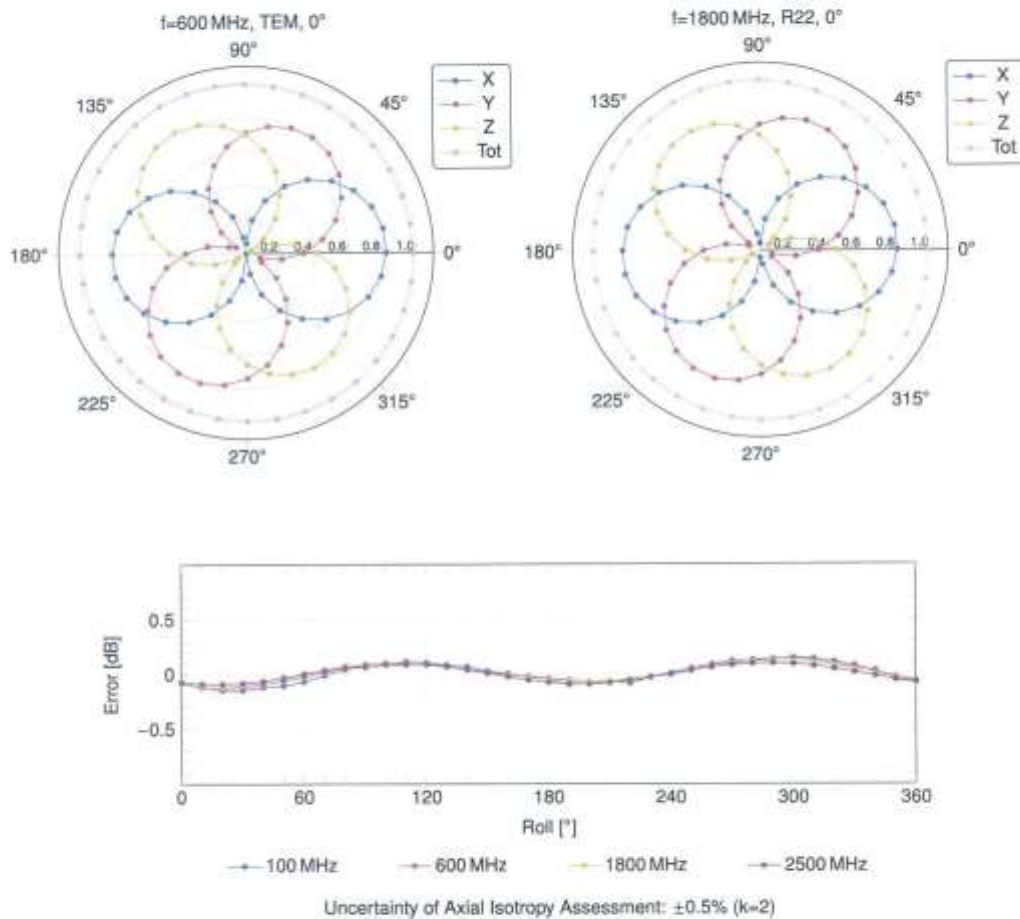 f=600 MHz, TEM, 0°
90°
135°
45°
X
Y
Z
Tot
180°
0.2 0.4 0.6 0.8 1.0
0°
225°
315°
270°
f=1800 MHz, R22, 0°
90°
135°
45°
X
Y
Z
Tot
180°
0.2 0.4 0.6 0.8 1.0
0°
225°
315°
270°
Error [dB]
0.5
0
−0.5
0 60 120 180 240 300 360
Roll [°]
100 MHz 600 MHz 1800 MHz 2500 MHz
Uncertainty of Axial Isotropy Assessment: ±0.5% (k=2)